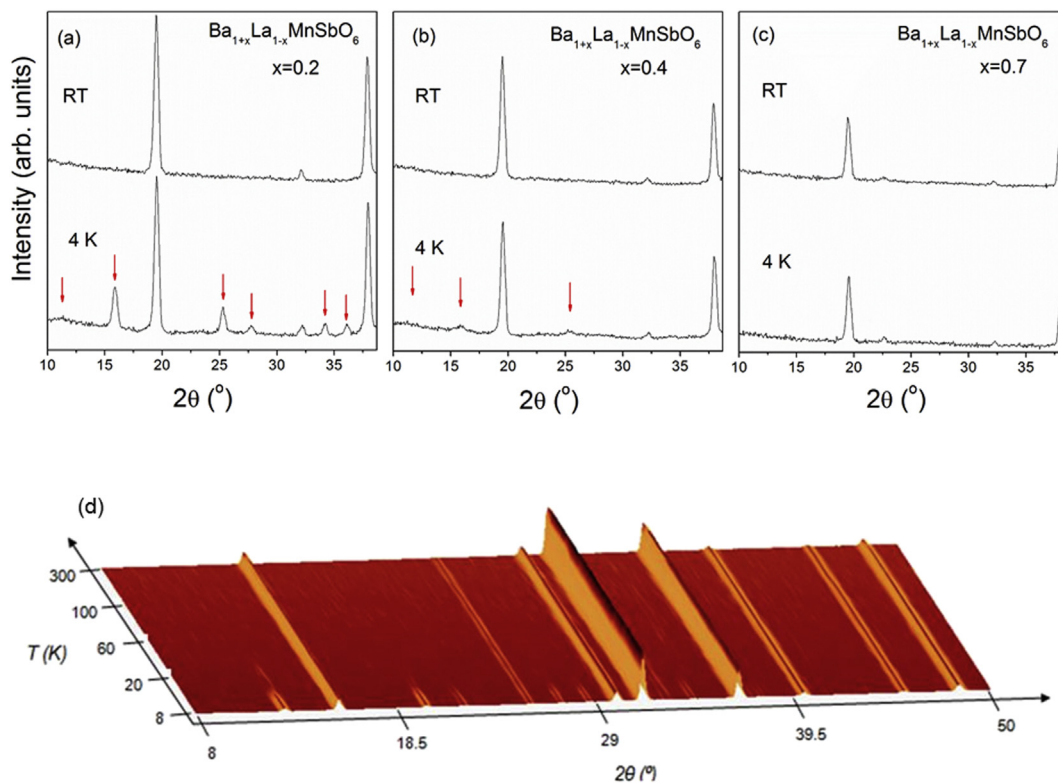 (a)
Ba1+xLa1-xMnSbO6
x=0.2
RT
4 K
Intensity (arb. units)
10 15 20 25 30 35
2θ (°)
(b)
Ba1+xLa1-xMnSbO6
x=0.4
RT
4 K
10 15 20 25 30 35
2θ (°)
(c)
Ba1+xLa1-xMnSbO6
x=0.7
RT
4 K
10 15 20 25 30 35
2θ (°)
(d)
300
100
60
T (K)
20
8
8 18.5 29 39.5 50
2θ (º)